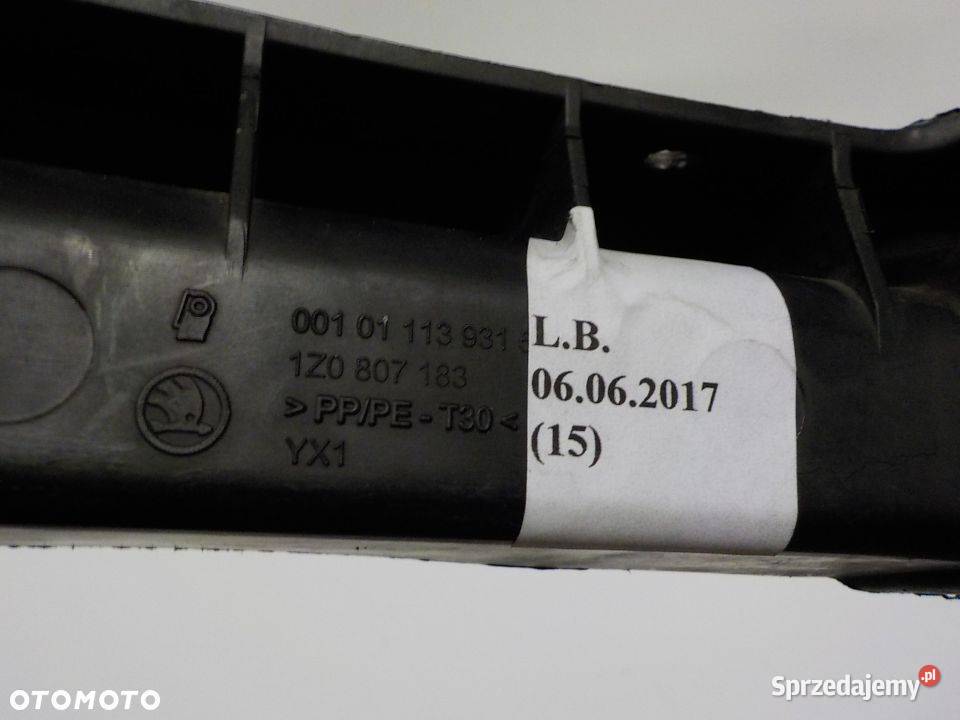 001 01 113 931
1Z0 807 183
> PP/PE - T30 <
YX1
L.B.
06.06.2017
(15)
OTOMOTO
Sprzedajemy.pl